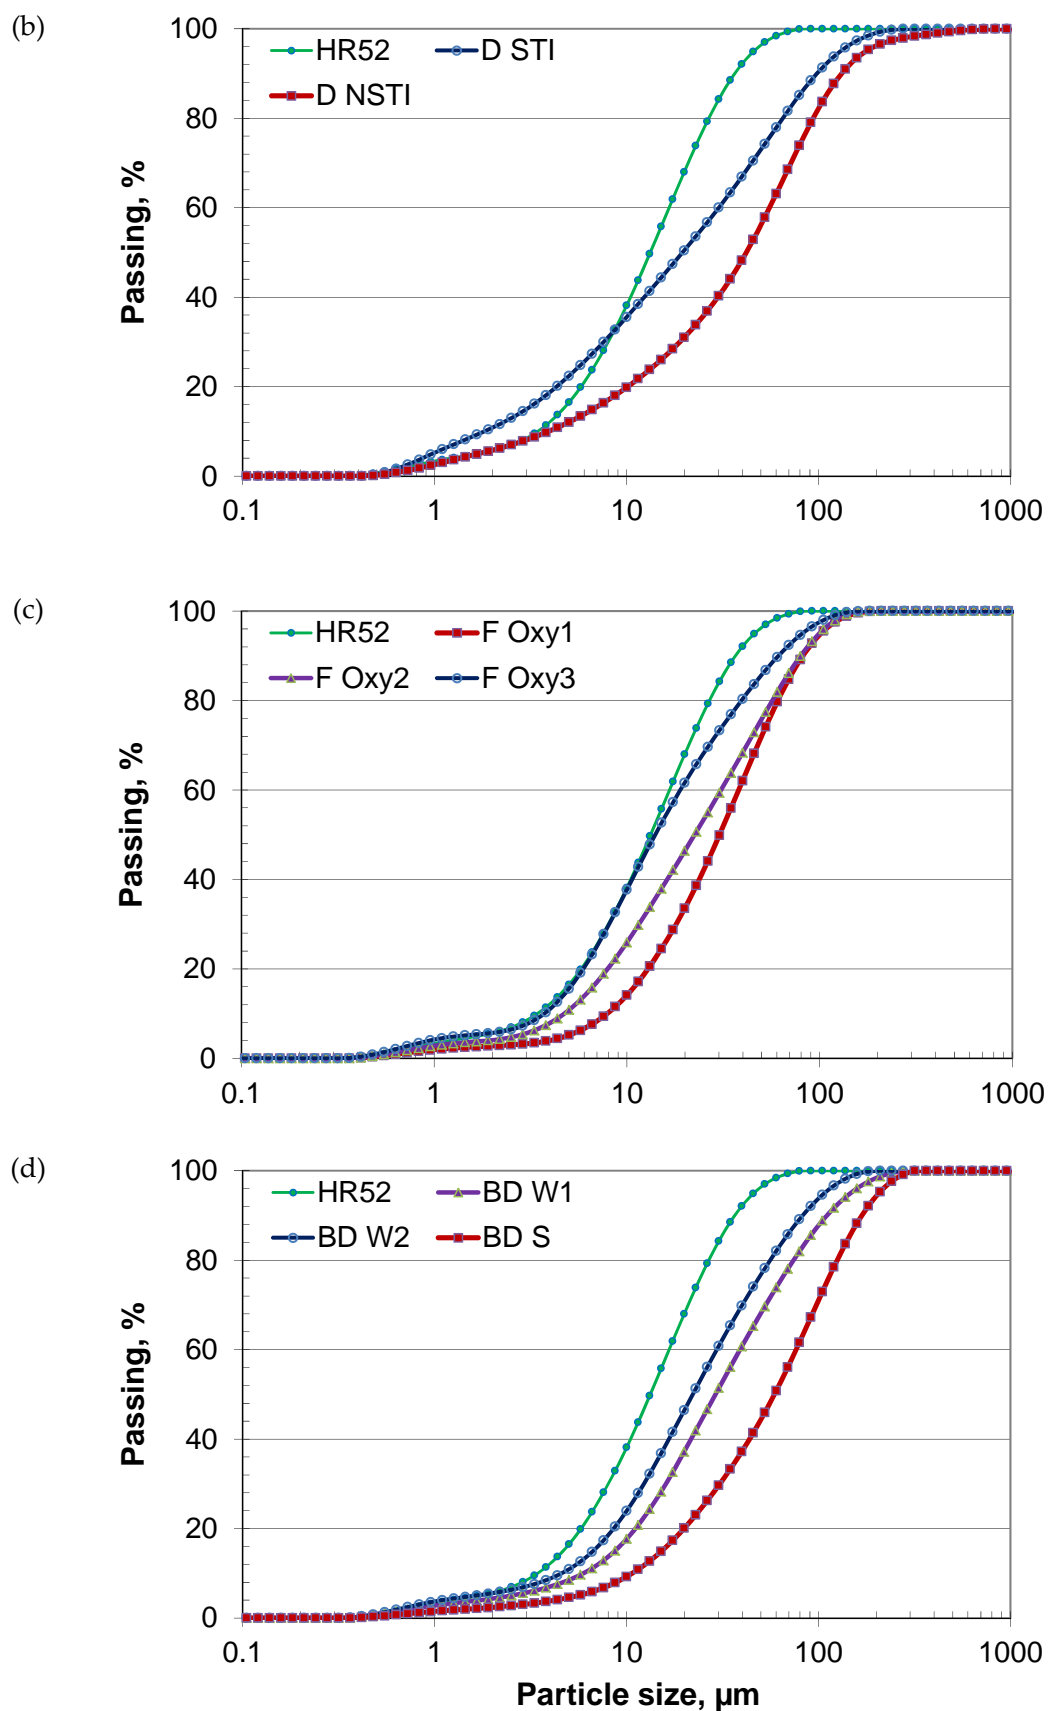 (b)
100
80
60
40
20
0
Passing, %
HR52 D STI
D NSTI
0.1 1 10 100 1000
(c)
100
80
60
40
20
0
Passing, %
HR52 F Oxy1
F Oxy2 F Oxy3
0.1 1 10 100 1000
(d)
100
80
60
40
20
0
Passing, %
HR52 BD W1
BD W2 BD S
0.1 1 10 100 1000
Particle size, µm